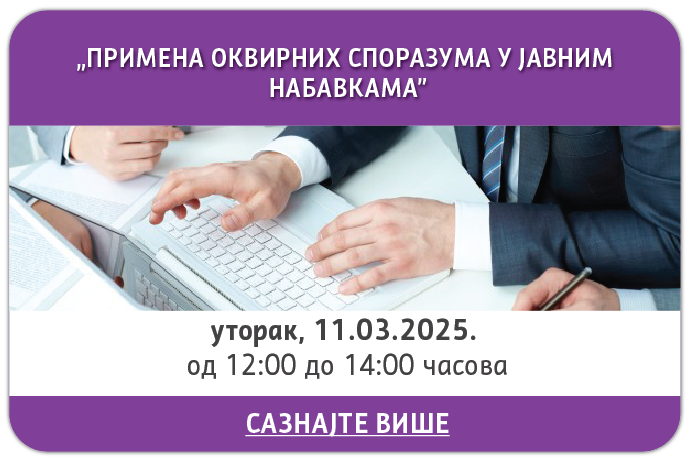 „ПРИМЕНА ОКВИРНИХ СПОРАЗУМА У ЈАВНИМ
НАБАВКАМА”
уторак, 11.03.2025.
од 12:00 до 14:00 часова
САЗНАЈТЕ ВИШЕ